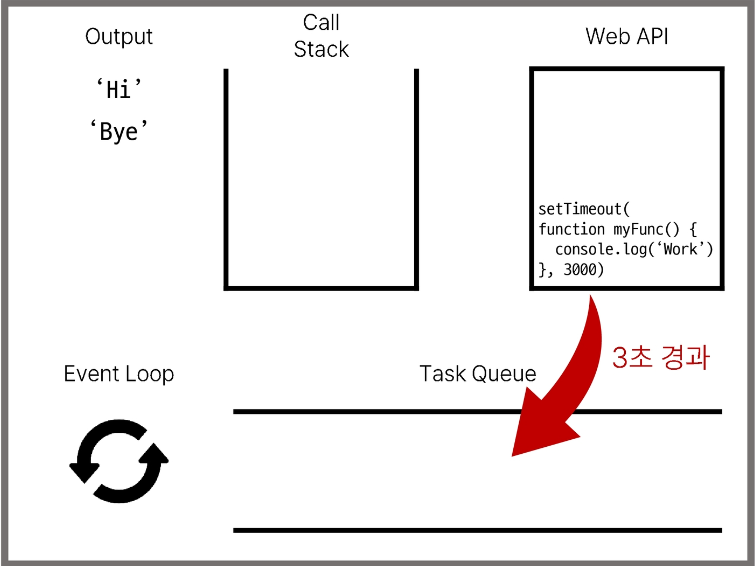 Output
Call
Stack
Web API
‘Hi’
‘Bye’
setTimeout(
function myFunc() {
  console.log(‘Work’)
}, 3000)
3초 경과
Event Loop
Task Queue